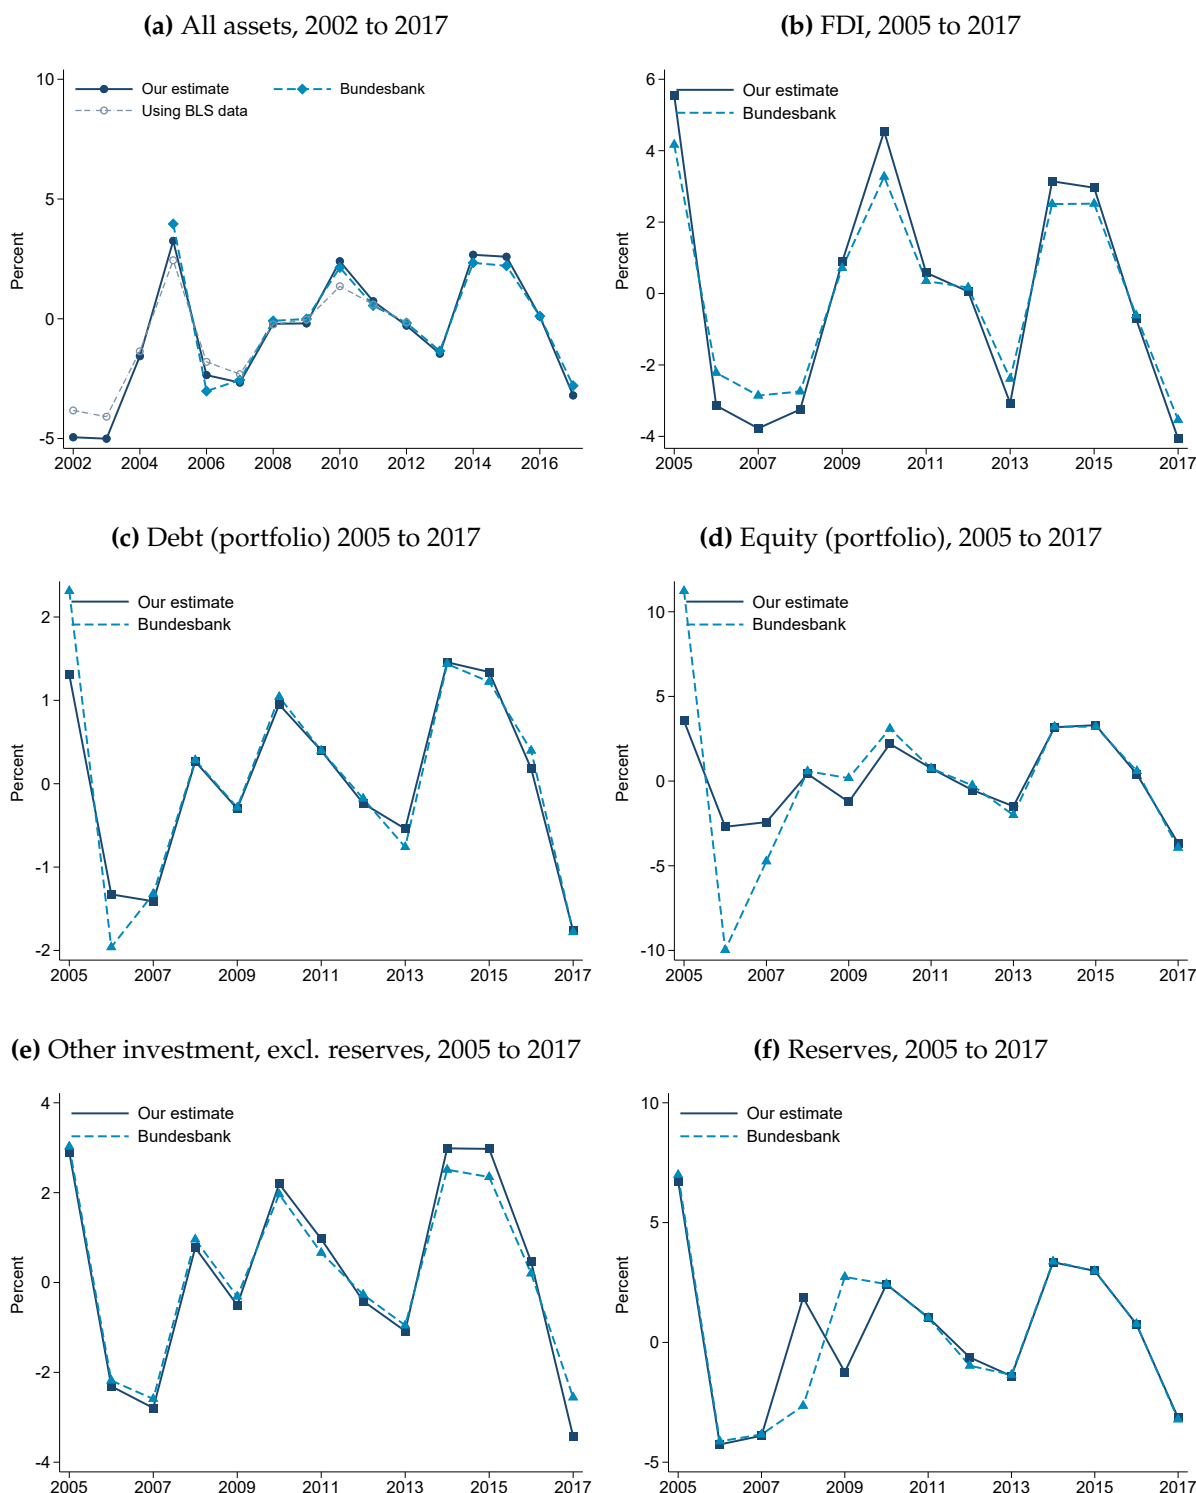 (a) All assets, 2002 to 2017
10
5
0
-5
Percent
Our estimate
Bundesbank
Using BLS data
2002 2004 2006 2008 2010 2012 2014 2016
(b) FDI, 2005 to 2017
6
4
2
0
-2
-4
Percent
Our estimate
Bundesbank
2005 2007 2009 2011 2013 2015 2017
(c) Debt (portfolio) 2005 to 2017
2
1
0
-1
-2
Percent
Our estimate
Bundesbank
2005 2007 2009 2011 2013 2015 2017
(d) Equity (portfolio), 2005 to 2017
10
5
0
-5
-10
Percent
Our estimate
Bundesbank
2005 2007 2009 2011 2013 2015 2017
(e) Other investment, excl. reserves, 2005 to 2017
4
2
0
-2
-4
Percent
Our estimate
Bundesbank
2005 2007 2009 2011 2013 2015 2017
(f) Reserves, 2005 to 2017
10
5
0
-5
Percent
Our estimate
Bundesbank
2005 2007 2009 2011 2013 2015 2017